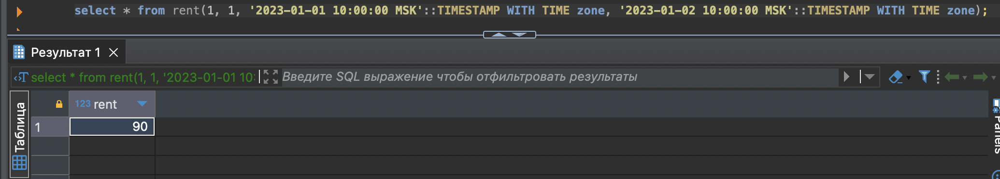 select * from rent(1, 1, '2023-01-01 10:00:00 MSK'::TIMESTAMP WITH TIME zone, '2023-01-02 10:00:00 MSK'::TIMESTAMP WITH TIME zone);
Результат 1
select * from rent(1, 1, '2023-01-01 10:
Введите SQL выражение чтобы отфильтровать результаты
Таблица
123 rent
1 90
Panels